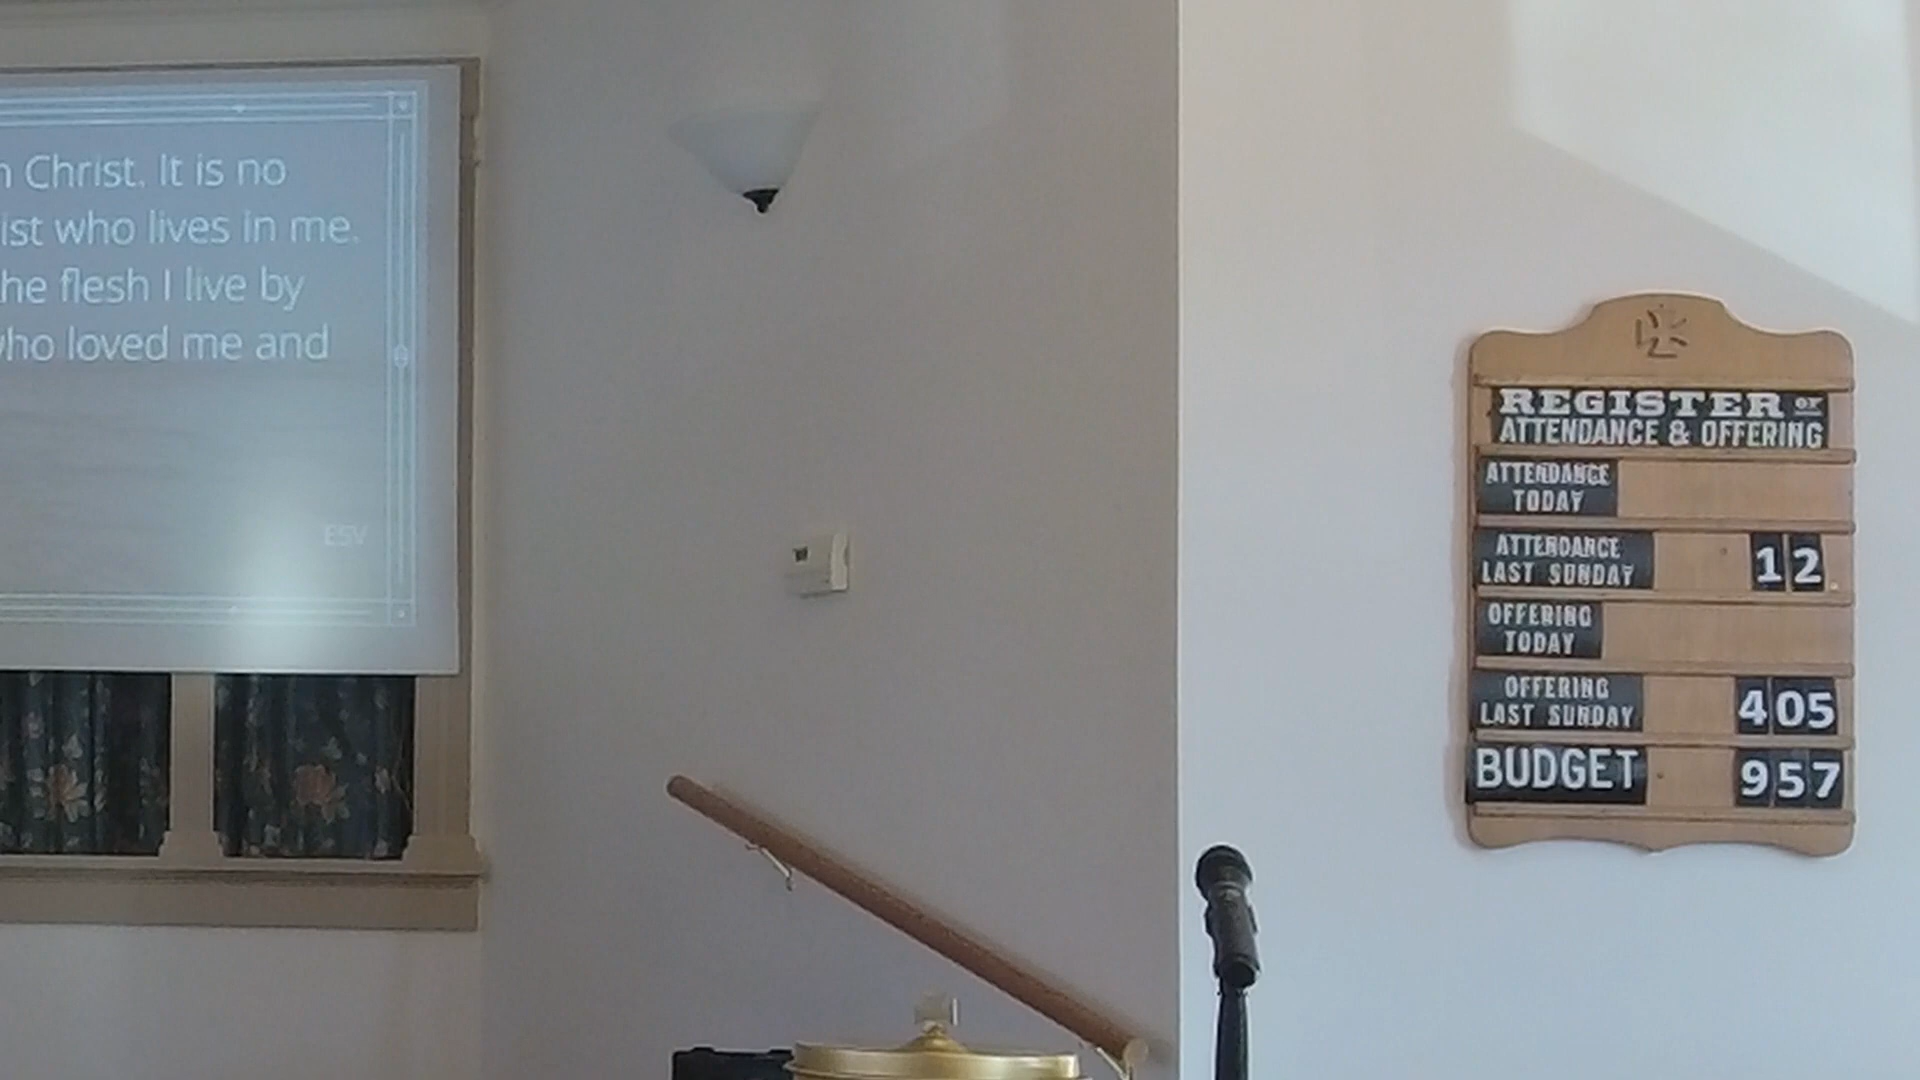 Christ. It is no
ist who lives in me.
he flesh I live by
who loved me and
ESV
REGISTER OF
ATTENDANCE & OFFERING
ATTENDANCE
TODAY
ATTENDANCE
LAST SUNDAY 12
OFFERING
TODAY
OFFERING
LAST SUNDAY 405
BUDGET 957